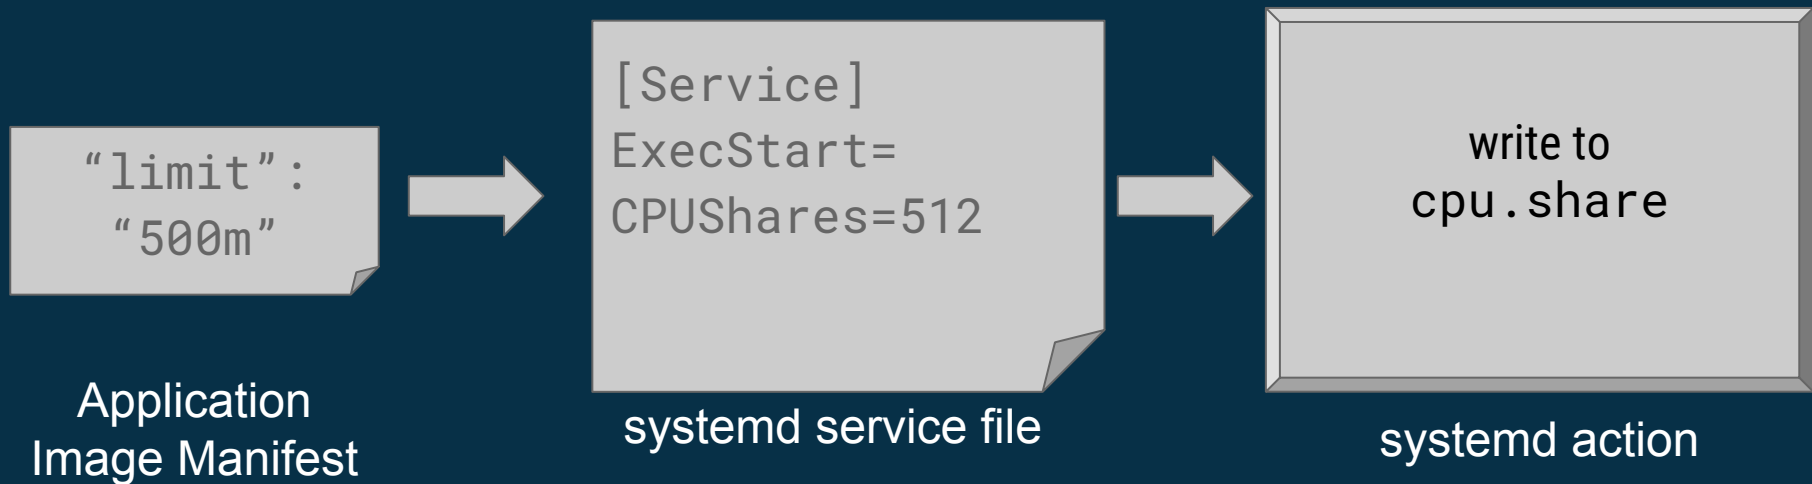 “limit”:
“500m”
Application
Image Manifest
[Service]
ExecStart=
CPUShares=512
systemd service file
write to
cpu.share
systemd action